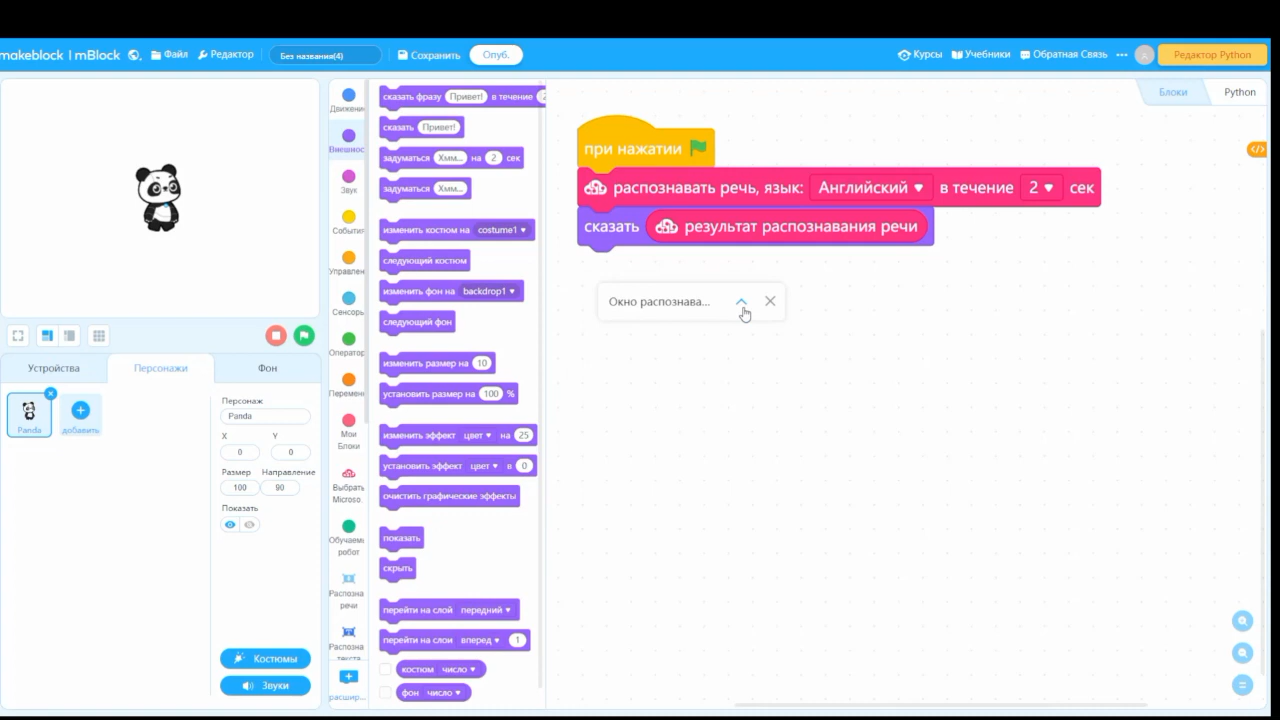 makeblock | mBlock Файл Редактор Без названия(4) Сохранить Опуб. Курсы Учебники Обратная Связь ••• Редактор Python
Блоки Python
Движение
Внешнос
Звук
События
Управлен
Сенсоры
Оператор
Перемен
Мои
Блоки
Выбрать
Microso.
Обучаем
робот
Распозна
речи
Распозна
текста
расшир...
сказать фразу Привет! в течение 2
сказать Привет!
задуматься Хмм... на 2 сек
задуматься Хмм...
изменить костюм на costume1
следующий костюм
изменить фон на backdrop1
следующий фон
изменить размер на 10
установить размер на 100 %
изменить эффект цвет на 25
установить эффект цвет в 0
очистить графические эффекты
показать
скрыть
перейти на слой передний
перейти на слои вперед 1
костюм число
фон число
при нажатии
распознавать речь, язык: Английский в течение 2 сек
сказать результат распознавания речи
Окно распознава...
Устройства Персонажи Фон
Panda
добавить
Персонаж
Panda
X Y
0 0
Размер Направление
100 90
Показать
Костюмы
Звуки